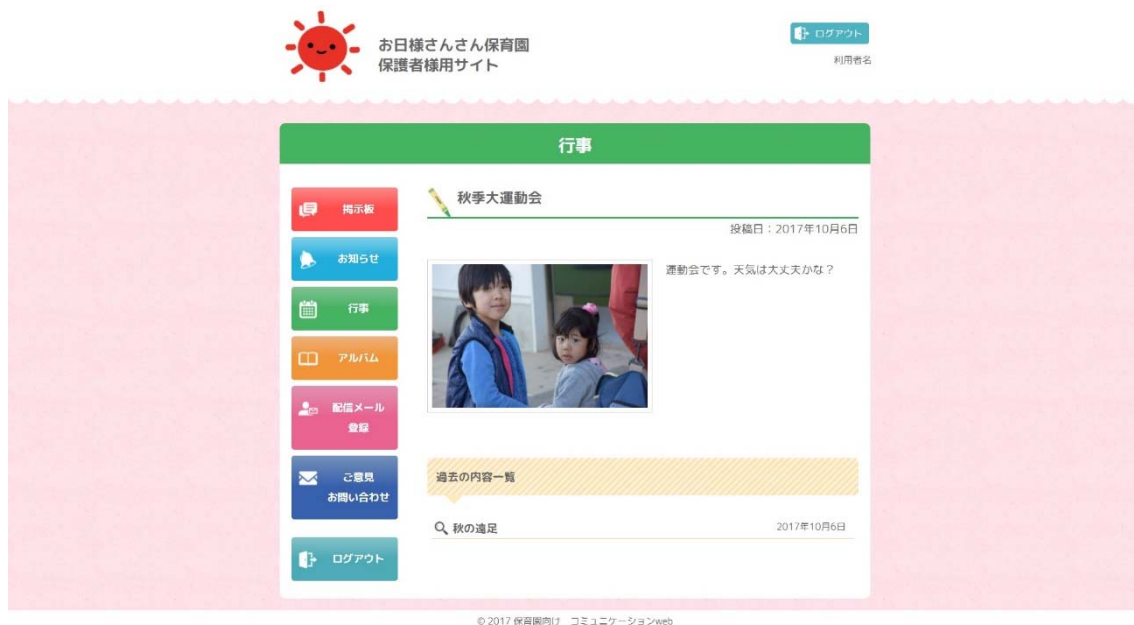 お日様さんさん保育園
保護者様用サイト
ログアウト
利用者名
行事
掲示板
お知らせ
行事
アルバム
配信メール
登録
ご意見
お問い合わせ
ログアウト
秋季大運動会
投稿日：2017年10月6日
運動会です。天気は大丈夫かな？
過去の内容一覧
秋の遠足
2017年10月6日
© 2017 保育園向け　コミュニケーションweb